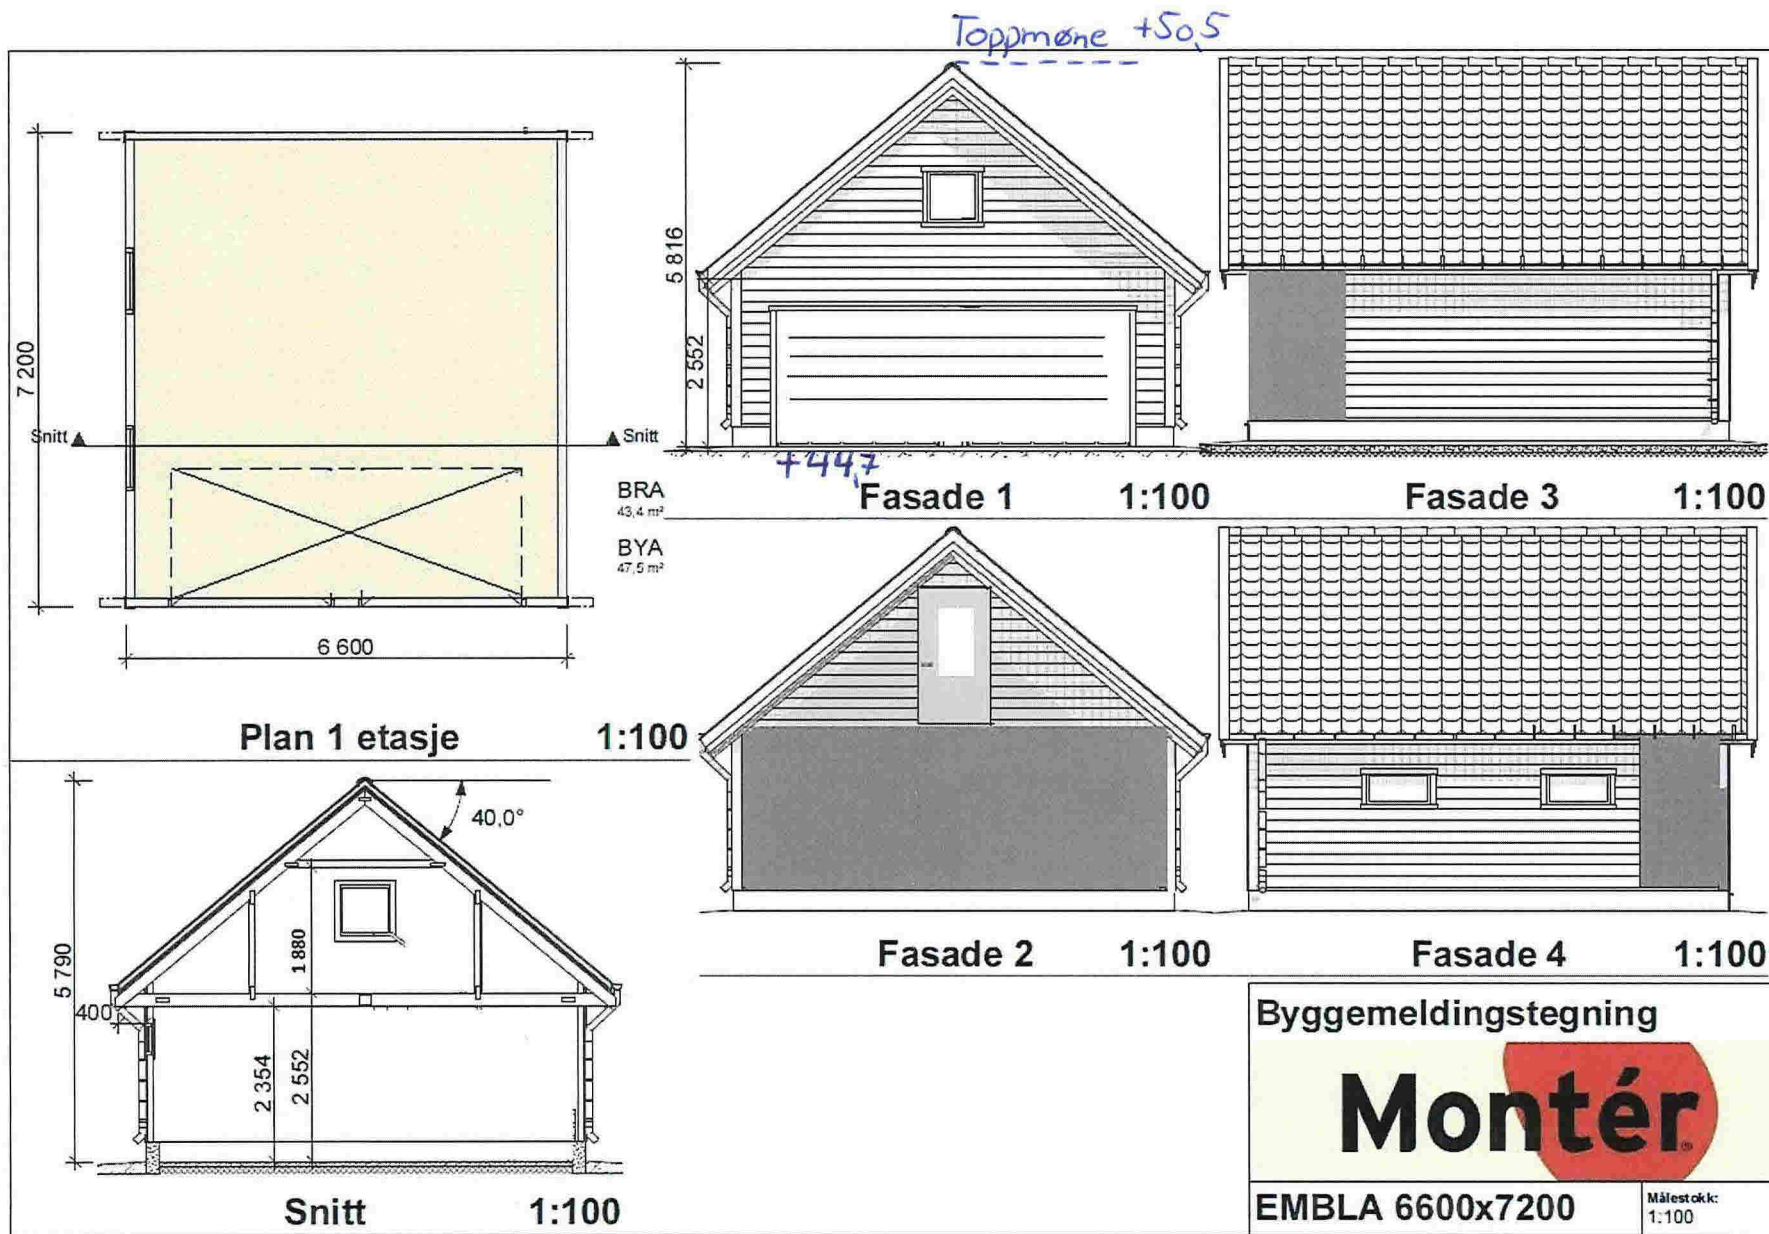 Toppmøne +50,5
7 200
Snitt
Snitt
6 600
BRA
43,4 m²
BYA
47,5 m²
Plan 1 etasje 1:100
5 816
2 552
+44,7
Fasade 1 1:100
Fasade 3 1:100
Fasade 2 1:100
Fasade 4 1:100
40,0°
5 790
400
1 880
2 354
2 552
Snitt 1:100
Byggemeldingstegning
Montér®
EMBLA 6600x7200
Målestokk:
1:100